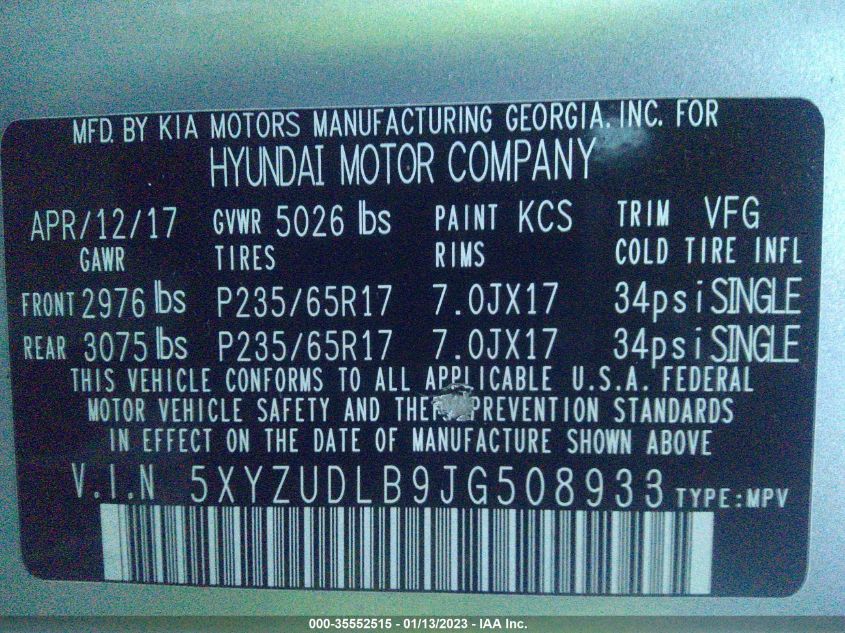 MFD. BY KIA MOTORS MANUFACTURING GEORGIA. INC. FOR
HYUNDAI MOTOR COMPANY
APR/12/17 GVWR 5026 lbs PAINT KCS TRIM VFG
GAWR TIRES RIMS COLD TIRE INFL
FRONT 2976 lbs P235/65R17 7.0JX17 34psi SINGLE
REAR 3075 lbs P235/65R17 7.0JX17 34psi SINGLE
THIS VEHICLE CONFORMS TO ALL APPLICABLE U.S.A. FEDERAL
MOTOR VEHICLE SAFETY AND THEFT PREVENTION STANDARDS
IN EFFECT ON THE DATE OF MANUFACTURE SHOWN ABOVE
V.I.N 5XYZUDLB9JG508933 TYPE:MPV
000-35552515 - 01/13/2023 - IAA Inc.